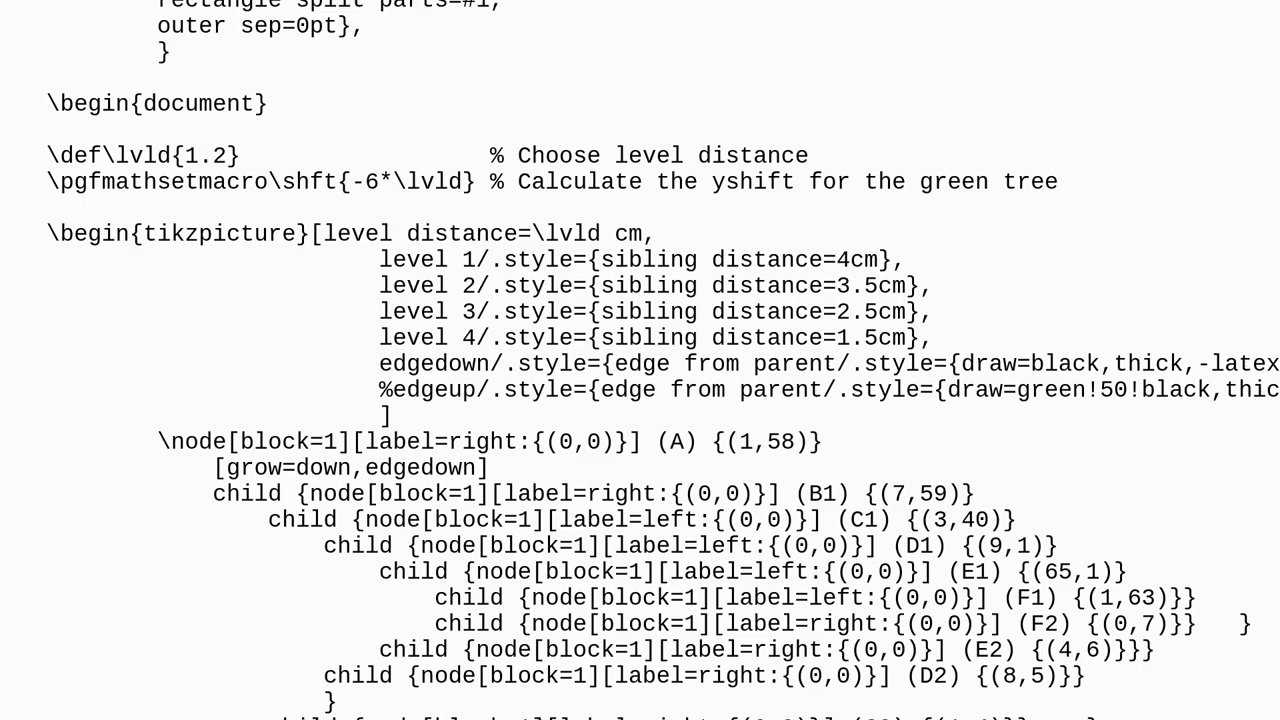 rectangle split parts=#1,
outer sep=0pt},
}
\begin{document}
\def\lvld{1.2}                  % Choose level distance
\pgfmathsetmacro\shft{-6*\lvld} % Calculate the yshift for the green tree
\begin{tikzpicture}[level distance=\lvld cm,
level 1/.style={sibling distance=4cm},
level 2/.style={sibling distance=3.5cm},
level 3/.style={sibling distance=2.5cm},
level 4/.style={sibling distance=1.5cm},
edgedown/.style={edge from parent/.style={draw=black,thick,-latex
%edgeup/.style={edge from parent/.style={draw=green!50!black,thic
]
\node[block=1][label=right:{(0,0)}] (A) {(1,58)}
[grow=down,edgedown]
child {node[block=1][label=right:{(0,0)}] (B1) {(7,59)}
child {node[block=1][label=left:{(0,0)}] (C1) {(3,40)}
child {node[block=1][label=left:{(0,0)}] (D1) {(9,1)}
child {node[block=1][label=left:{(0,0)}] (E1) {(65,1)}
child {node[block=1][label=left:{(0,0)}] (F1) {(1,63)}}
child {node[block=1][label=right:{(0,0)}] (F2) {(0,7)}}   }
child {node[block=1][label=right:{(0,0)}] (E2) {(4,6)}}}
child {node[block=1][label=right:{(0,0)}] (D2) {(8,5)}}
}